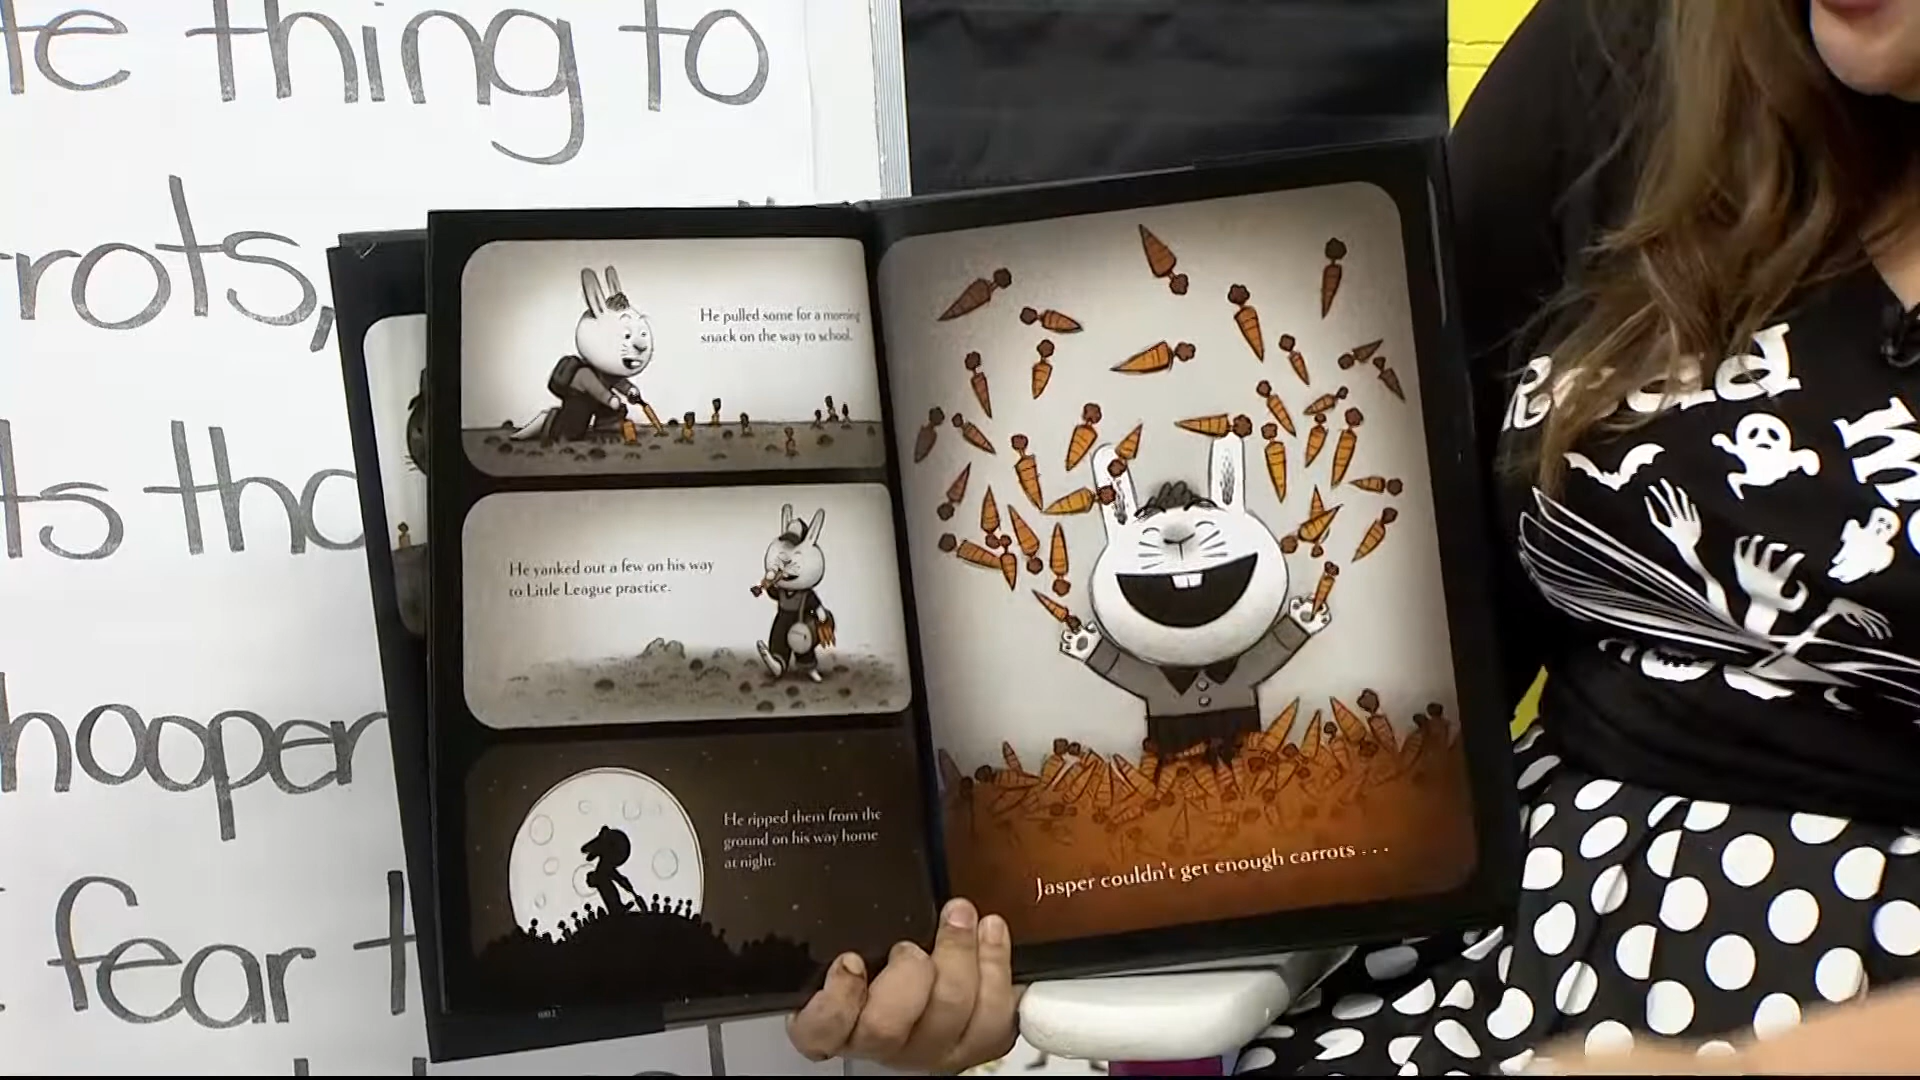 te thing to
rrots,
ts tha
hooper
fear t
He pulled some for a morning
snack on the way to school.
He yanked out a few on his way
to Little League practice.
He ripped them from the
ground on his way home
at night.
Jasper couldn't get enough carrots . . .
Read